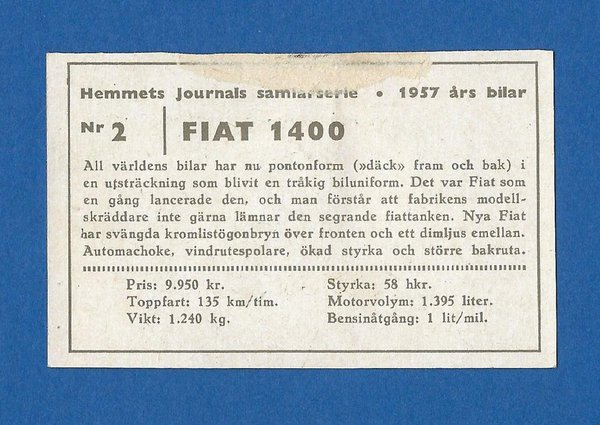 Hemmets Journals samlarserie • 1957 års bilar
Nr 2 | FIAT 1400
All världens bilar har nu pontonform (»däck» fram och bak) i
en utsträckning som blivit en tråkig biluniform. Det var Fiat som
en gång lancerade den, och man förstår att fabrikens modell-
skräddare inte gärna lämnar den segrande fiattanken. Nya Fiat
har svängda kromlistögonbryn över fronten och ett dimljus emellan.
Automachoke, vindrutespolare, ökad styrka och större bakruta.
Pris: 9.950 kr.
Toppfart: 135 km/tim.
Vikt: 1.240 kg.
Styrka: 58 hkr.
Motorvolym: 1.395 liter.
Bensinåtgång: 1 lit/mil.